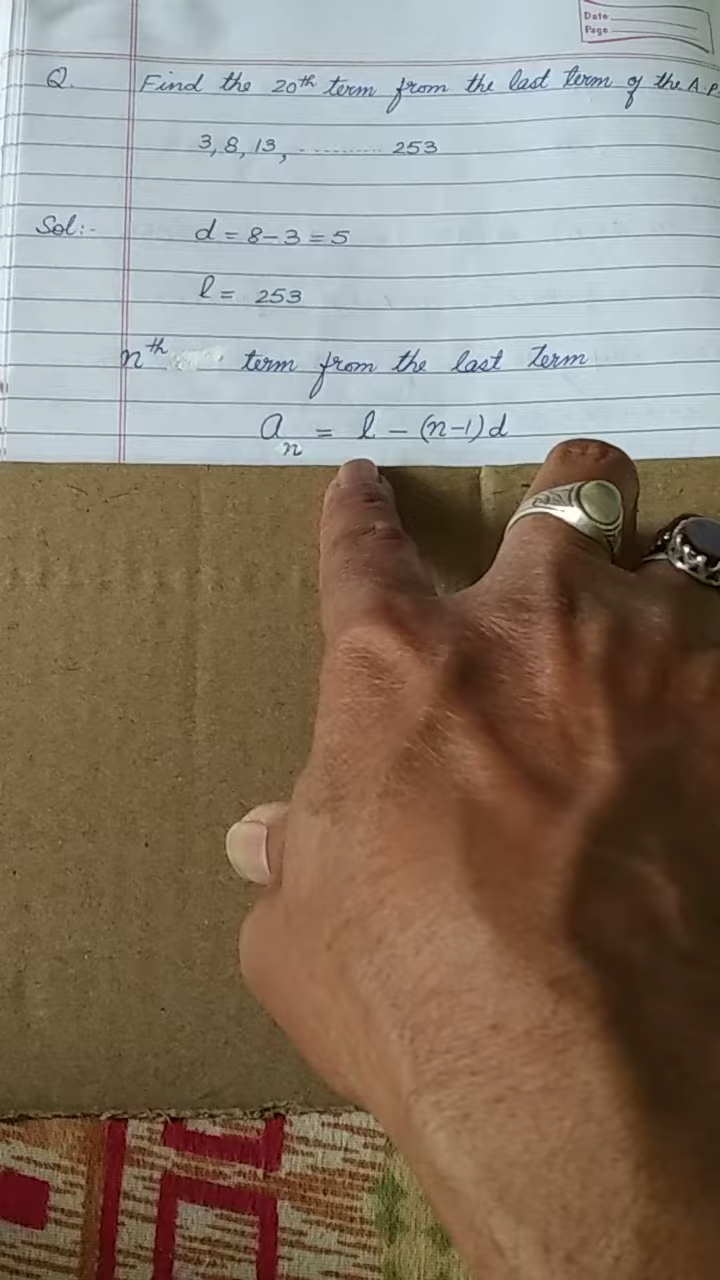 Date
Page
Q. Find the 20th term from the last term of the A.P.
3, 8, 13, .......... 253
Sol:- d = 8-3 = 5
l = 253
nth term from the last term
an = l - (n-1)d